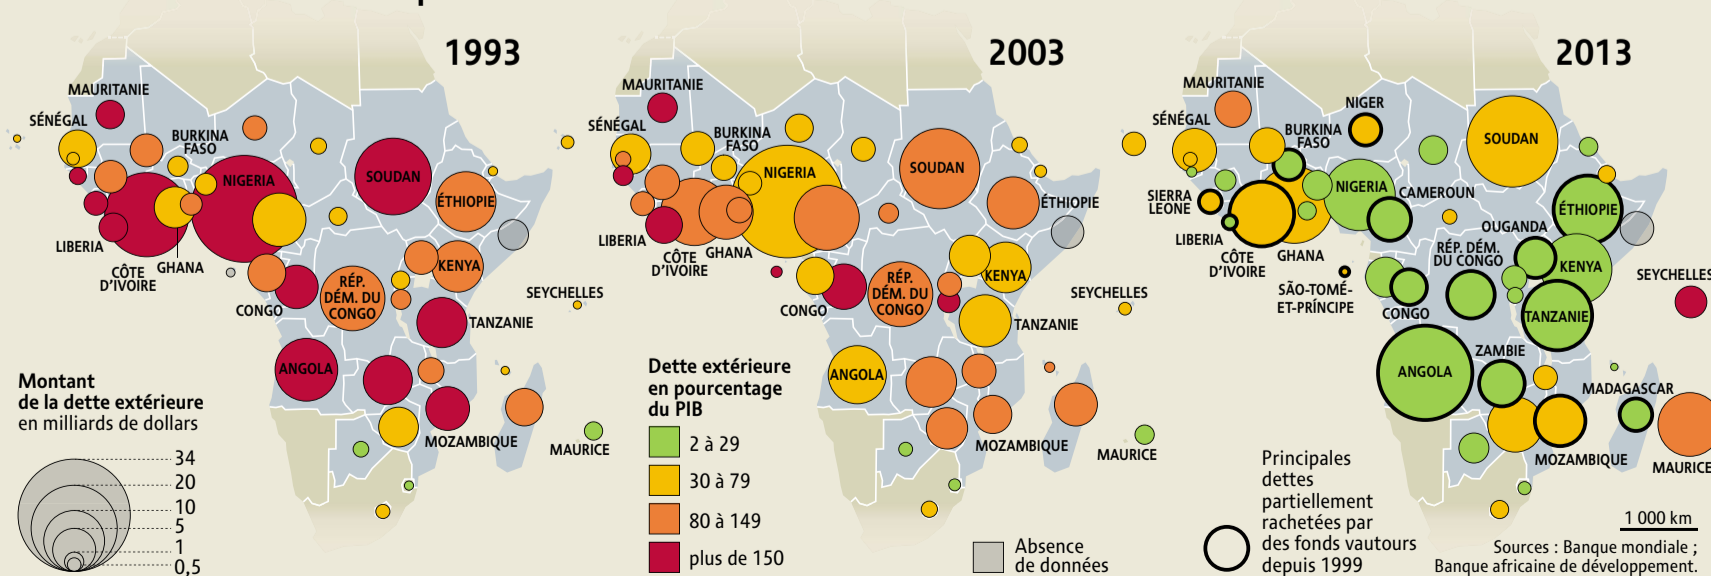 1993
MAURITANIE
SÉNÉGAL
BURKINA
FASO
NIGERIA
SOUDAN
ÉTHIOPIE
LIBERIA
CÔTE
D’IVOIRE
GHANA
KENYA
CONGO
RÉP.
DÉM. DU
CONGO
SEYCHELLES
TANZANIE
ANGOLA
MOZAMBIQUE
MAURICE
Montant
de la dette extérieure
en milliards de dollars
34
20
10
5
1
0,5
2003
MAURITANIE
SÉNÉGAL
BURKINA
FASO
NIGERIA
SOUDAN
ÉTHIOPIE
LIBERIA
CÔTE
D’IVOIRE
GHANA
KENYA
CONGO
RÉP.
DÉM. DU
CONGO
SEYCHELLES
TANZANIE
ANGOLA
MOZAMBIQUE
MAURICE
Dette extérieure
en pourcentage
du PIB
2 à 29
30 à 79
80 à 149
plus de 150
Absence
de données
2013
MAURITANIE
NIGER
SÉNÉGAL
BURKINA
FASO
SOUDAN
NIGERIA
CAMEROUN
SIERRA
LEONE
ÉTHIOPIE
OUGANDA
LIBERIA
CÔTE
D’IVOIRE
GHANA
RÉP. DÉM.
DU CONGO
KENYA
SEYCHELLES
SÃO-TOMÉ-
ET-PRÍNCIPE
CONGO
TANZANIE
ZAMBIE
ANGOLA
MADAGASCAR
MOZAMBIQUE
MAURICE
Principales
dettes
partiellement
rachetées par
des fonds vautours
depuis 1999
1 000 km
Sources : Banque mondiale ;
Banque africaine de développement.